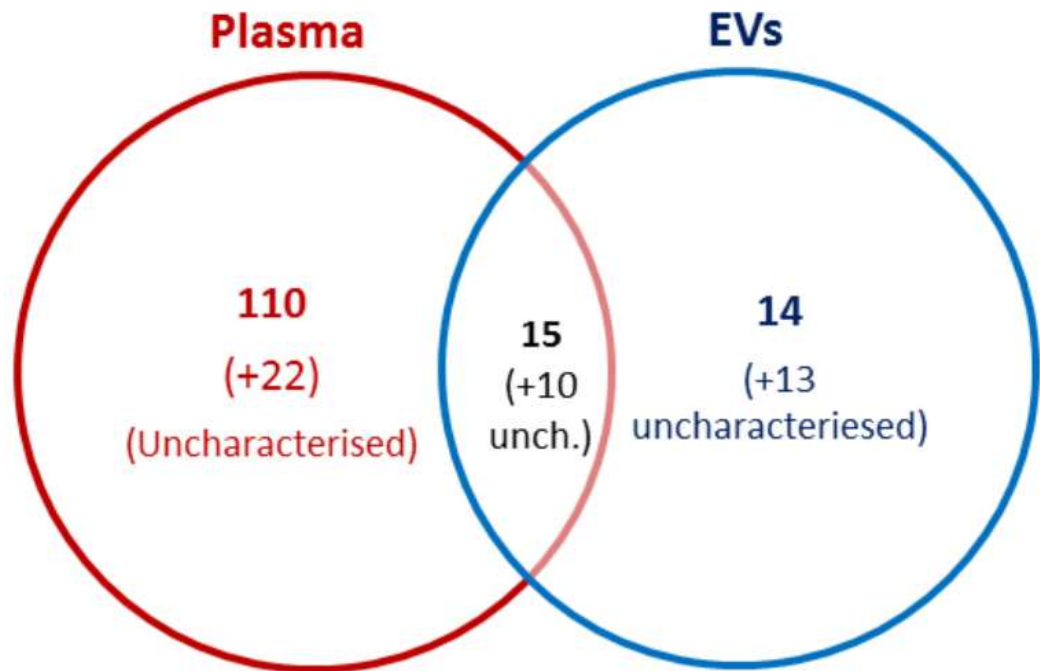 Plasma
EVs
110
(+22)
(Uncharacterised)
15
(+10
unch.)
14
(+13
uncharacteriesed)